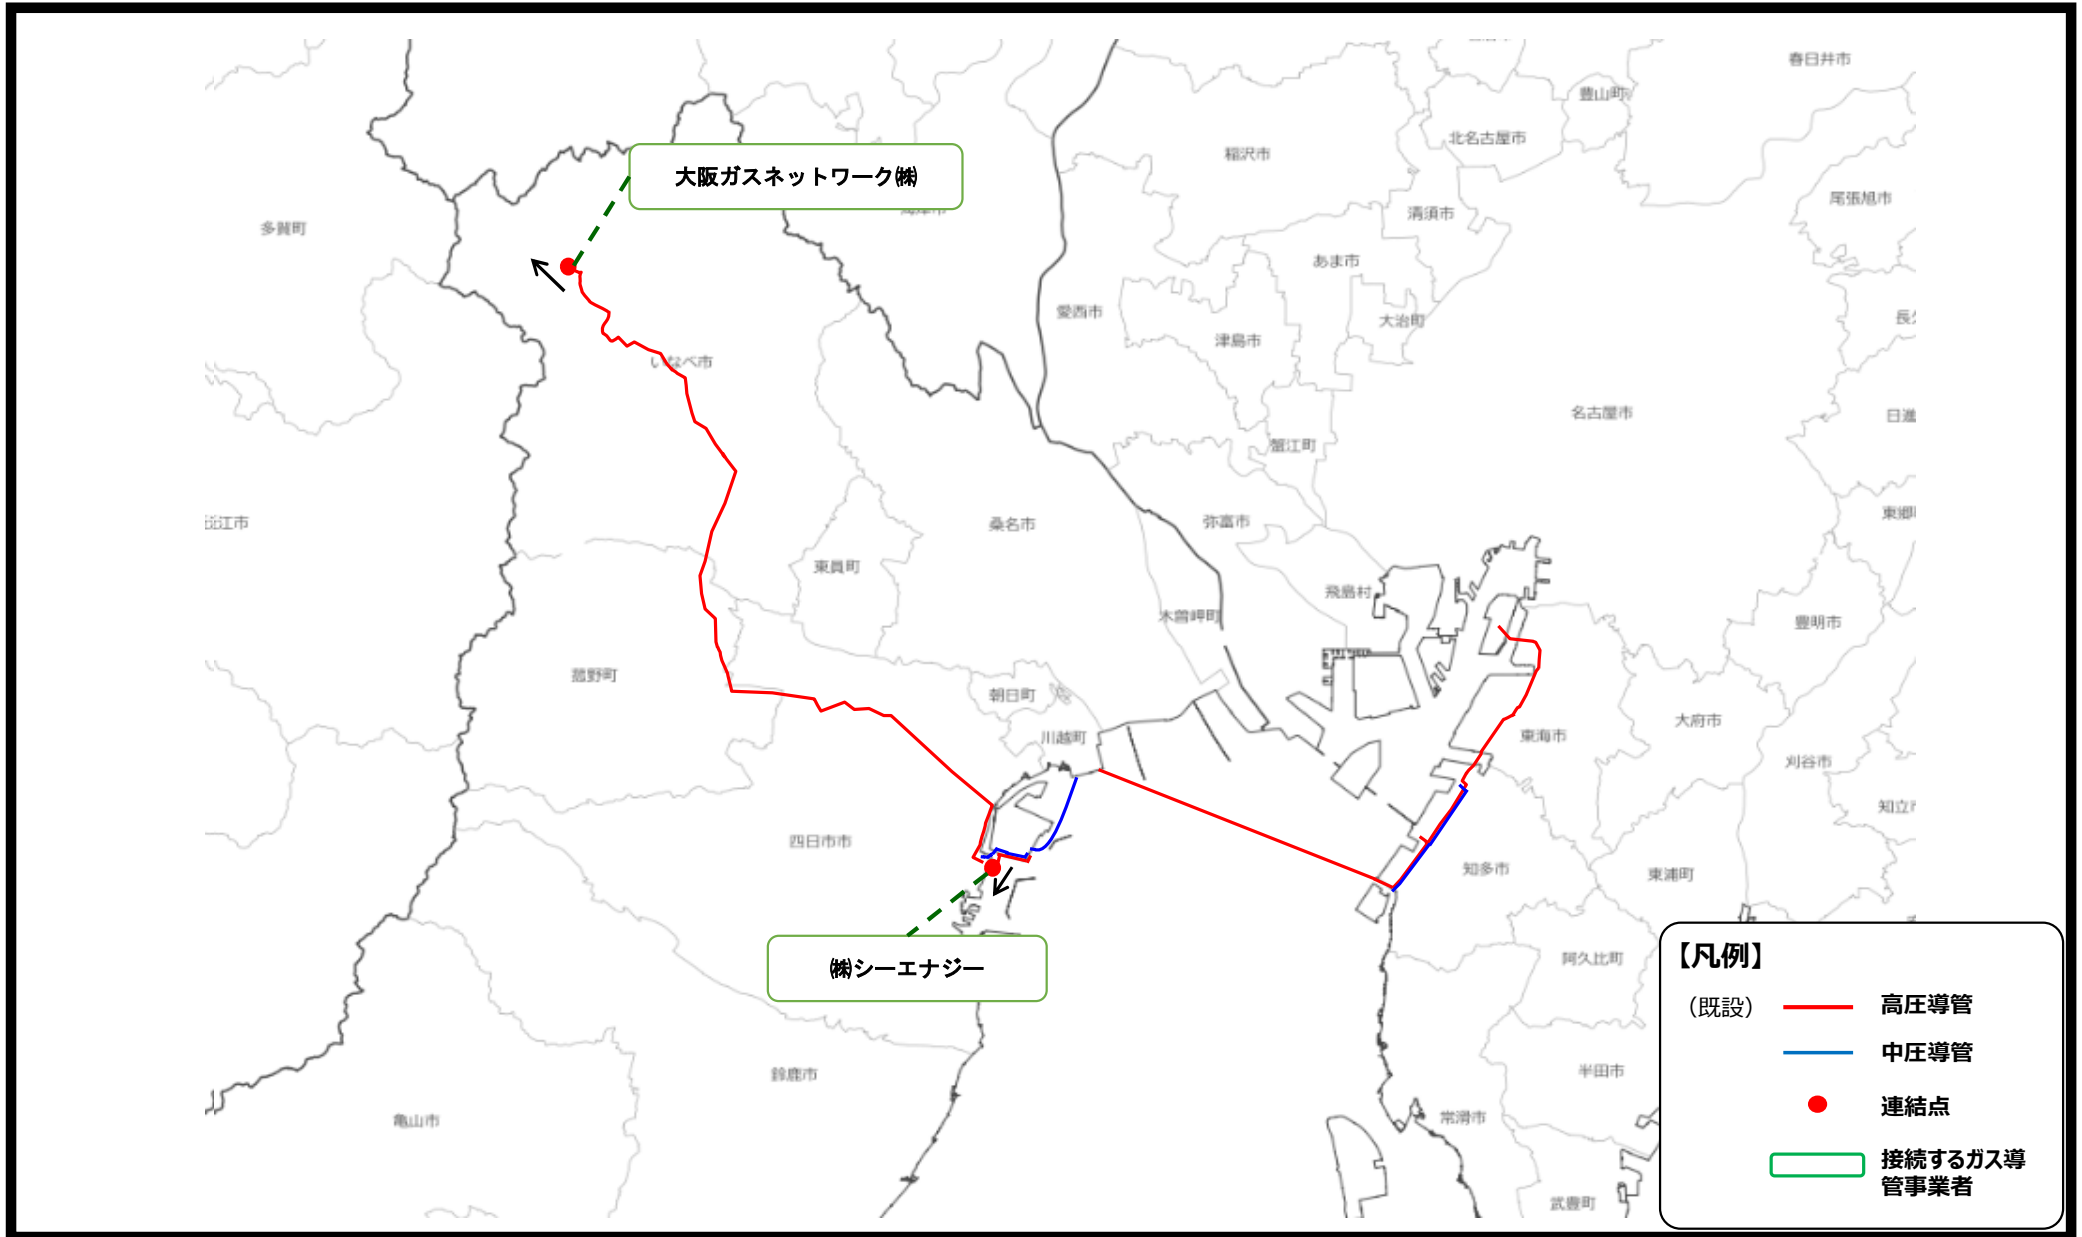 春日井市
豊山町
北名古屋市
稲沢市
大阪ガスネットワーク㈱
尾張旭市
清須市
多賀町
あま市
愛西市
大治町
津島市
いなべ市
名古屋市
日進
蟹江町
東郷
弥富市
桑名市
江市
東員町
飛島村
木曽岬町
豊明市
菰野町
朝日町
大府市
川越町
東海市
刈谷市
知立市
四日市市
知多市
東浦町
阿久比町
㈱シーエナジー
半田市
鈴鹿市
常滑市
亀山市
武豊町
【凡例】
（既設）
高圧導管
中圧導管
連結点
接続するガス導
管事業者